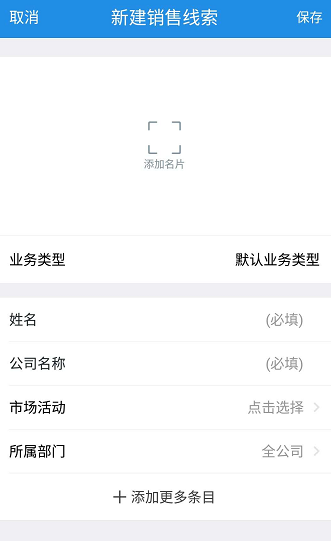 取消 新建销售线索 保存
添加名片
业务类型 默认业务类型
姓名 (必填)
公司名称 (必填)
市场活动 点击选择
所属部门 全公司
+ 添加更多条目